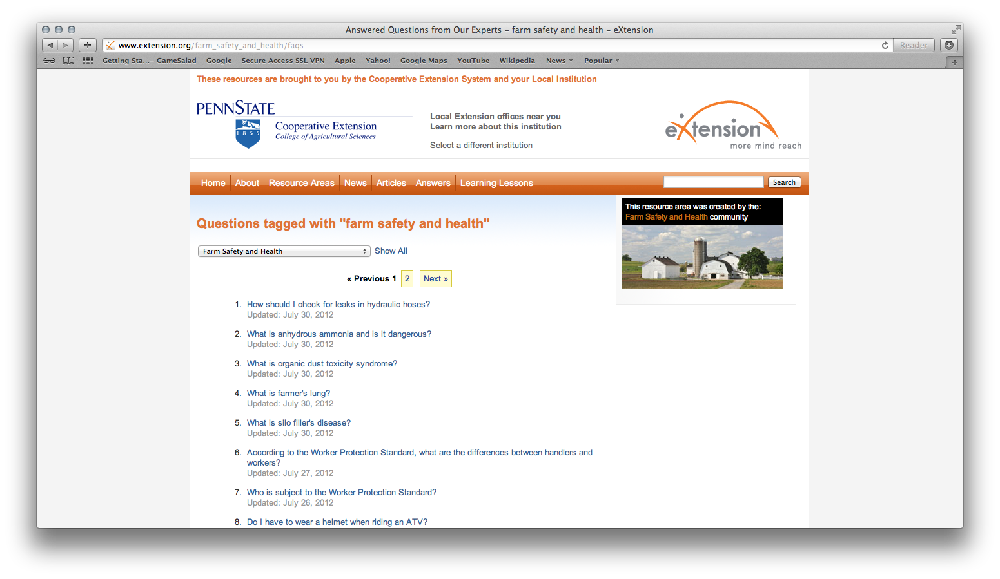 Answered Questions from Our Experts – farm safety and health – eXtension
www.extension.org/farm_safety_and_health/faqs
Reader
Getting Sta...– GameSalad Google Secure Access SSL VPN Apple Yahoo! Google Maps YouTube Wikipedia News Popular
These resources are brought to you by the Cooperative Extension System and your Local Institution
PENNSTATE
1855
Cooperative Extension
College of Agricultural Sciences
Local Extension offices near you
Learn more about this institution
Select a different institution
eXtension
more mind reach
Home About Resource Areas News Articles Answers Learning Lessons
Search
Questions tagged with "farm safety and health"
Farm Safety and Health Show All
« Previous 1 2 Next »
1. How should I check for leaks in hydraulic hoses?
Updated: July 30, 2012
2. What is anhydrous ammonia and is it dangerous?
Updated: July 30, 2012
3. What is organic dust toxicity syndrome?
Updated: July 30, 2012
4. What is farmer's lung?
Updated: July 30, 2012
5. What is silo filler's disease?
Updated: July 30, 2012
6. According to the Worker Protection Standard, what are the differences between handlers and
workers?
Updated: July 27, 2012
7. Who is subject to the Worker Protection Standard?
Updated: July 26, 2012
8. Do I have to wear a helmet when riding an ATV?
This resource area was created by the:
Farm Safety and Health community